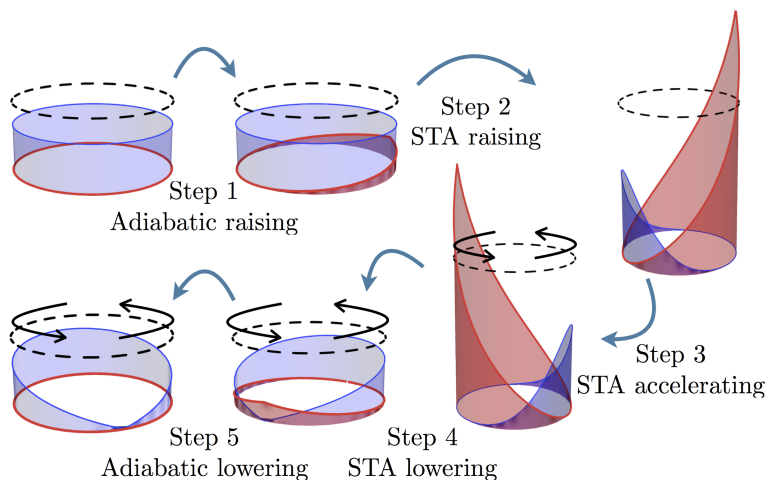 Step 1
Adiabatic raising
Step 2
STA raising
Step 3
STA accelerating
Step 4
STA lowering
Step 5
Adiabatic lowering